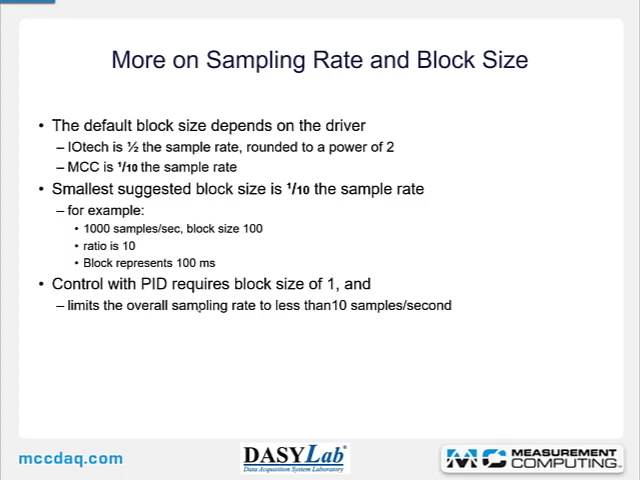 More on Sampling Rate and Block Size
• The default block size depends on the driver
– IOtech is ½ the sample rate, rounded to a power of 2
– MCC is 1/10 the sample rate
• Smallest suggested block size is 1/10 the sample rate
– for example:
• 1000 samples/sec, block size 100
• ratio is 10
• Block represents 100 ms
• Control with PID requires block size of 1, and
– limits the overall sampling rate to less than10 samples/second
mccdaq.com
DASYLab®
Data Acquisition System Laboratory
MC MEASUREMENT
COMPUTING™